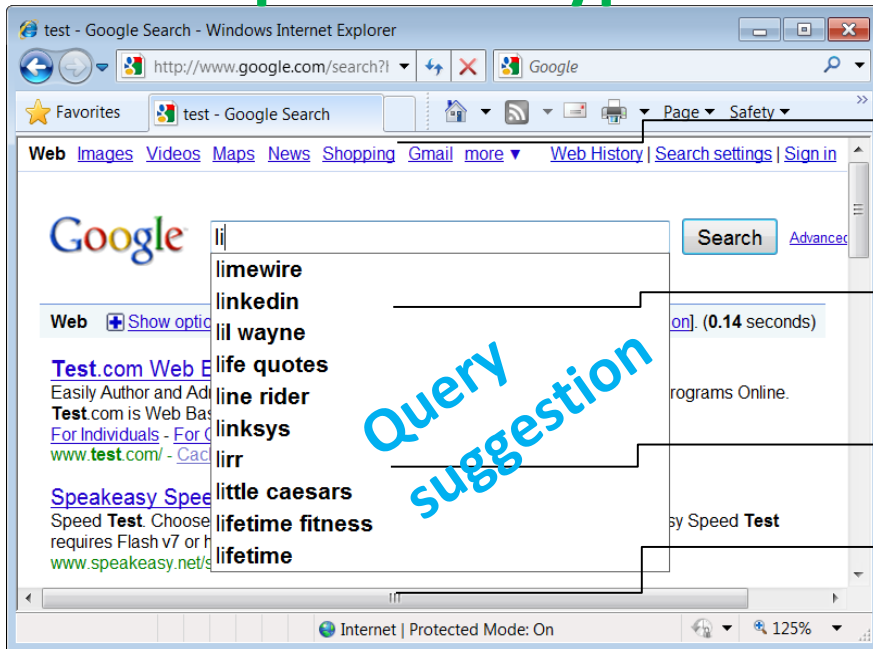 test - Google Search - Windows Internet Explorer
http://www.google.com/search?h
Google
Favorites
test - Google Search
Page
Safety
Web Images Videos Maps News Shopping Gmail more Web History | Search settings | Sign in
Google
li
Search
Advanced
limewire
linkedin
lil wayne
life quotes
line rider
linksys
lirr
little caesars
lifetime fitness
lifetime
Query
suggestion
Web Show optio on]. (0.14 seconds)
Test.com Web B
Easily Author and Ad rograms Online.
Test.com is Web Bas
For Individuals - For
www.test.com/ - Cac
Speakeasy Spee
Speed Test. Choose sy Speed Test
requires Flash v7 or h
www.speakeasy.net/s
Internet | Protected Mode: On
125%